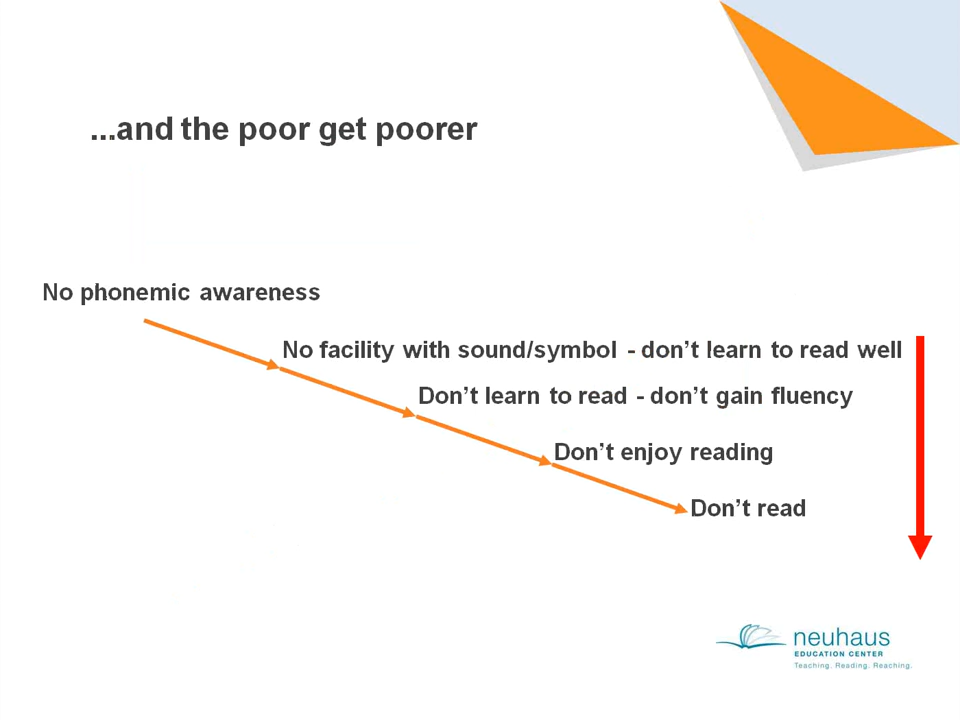 ...and the poor get poorer
No phonemic awareness
No facility with sound/symbol - don’t learn to read well
Don’t learn to read - don’t gain fluency
Don’t enjoy reading
Don’t read
neuhaus
EDUCATION CENTER
Teaching. Reading. Reaching.